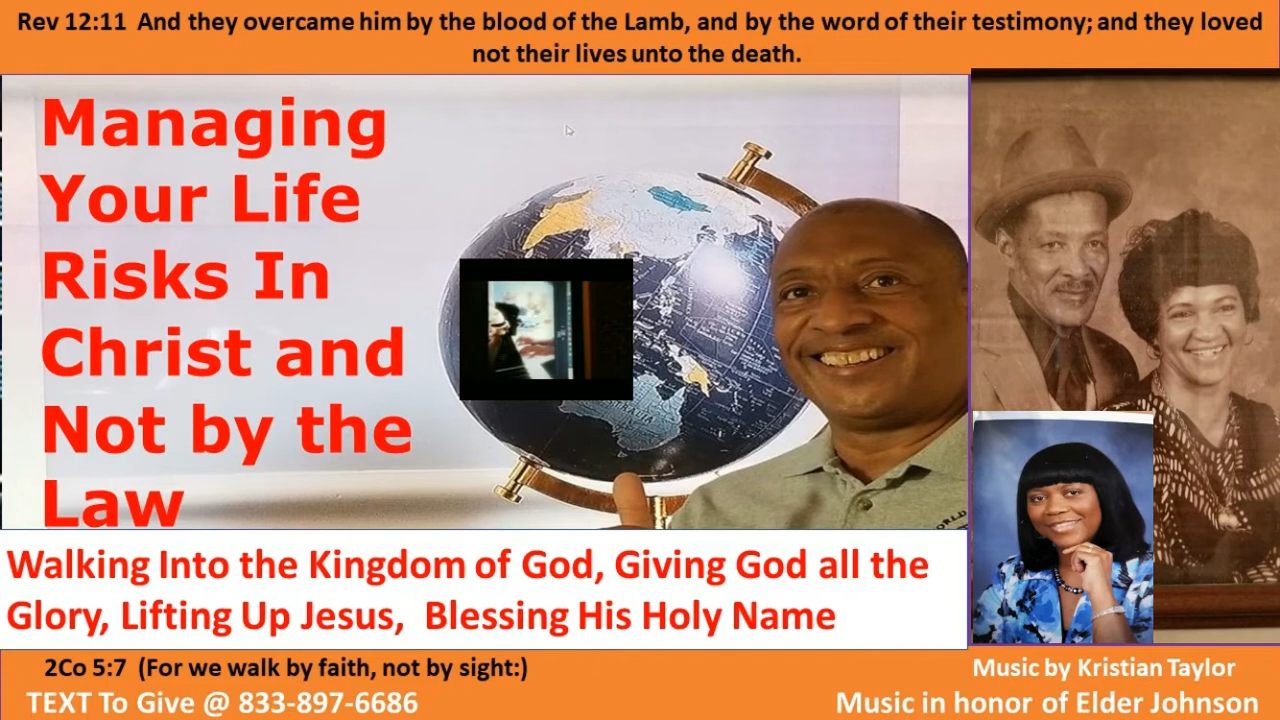 Rev 12:11  And they overcame him by the blood of the Lamb, and by the word of their testimony; and they loved
not their lives unto the death.
Managing
Your Life
Risks In
Christ and
Not by the
Law
Walking Into the Kingdom of God, Giving God all the
Glory, Lifting Up Jesus,  Blessing His Holy Name
2Co 5:7  (For we walk by faith, not by sight:)
TEXT To Give @ 833-897-6686
Music by Kristian Taylor
Music in honor of Elder Johnson